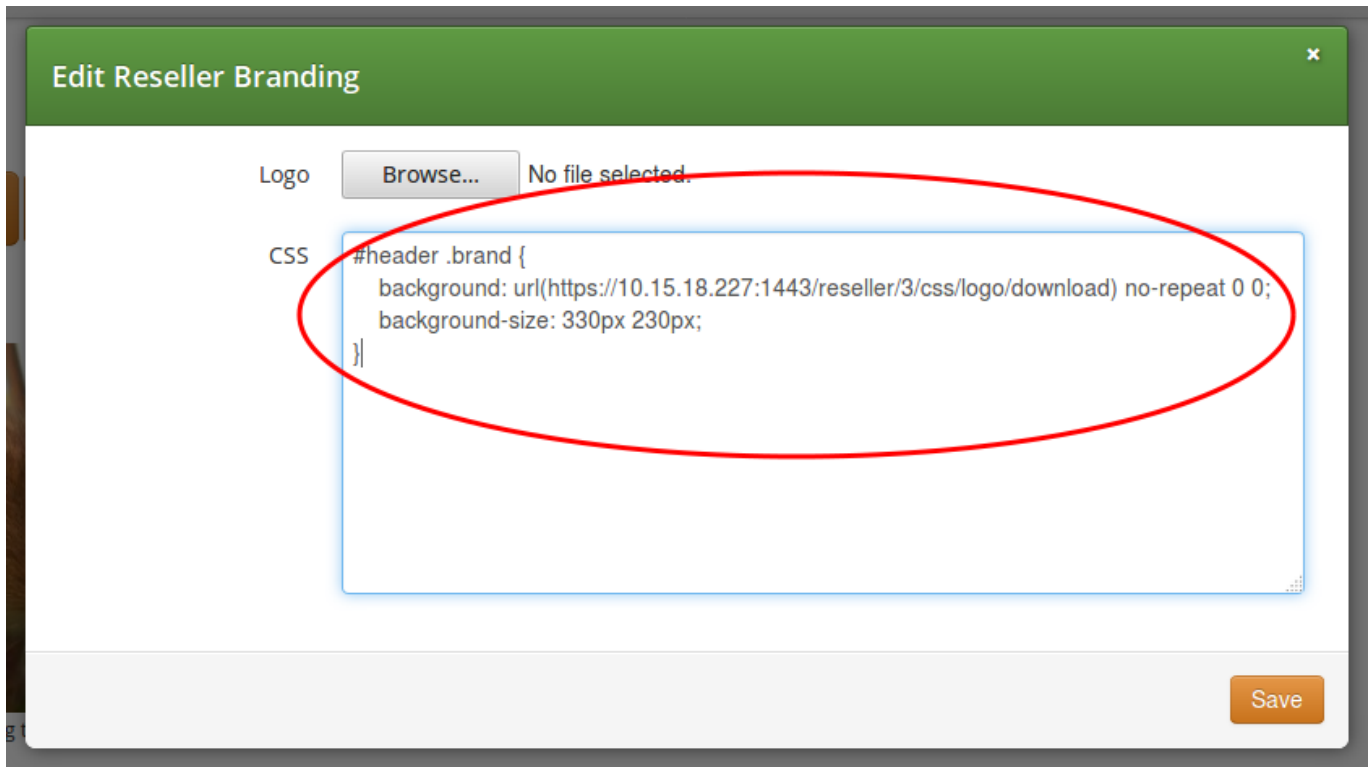 Edit Reseller Branding
×
Logo Browse... No file selected.
CSS
#header .brand {
background: url(https://10.15.18.227:1443/reseller/3/css/logo/download) no-repeat 0 0;
background-size: 330px 230px;
}
Save